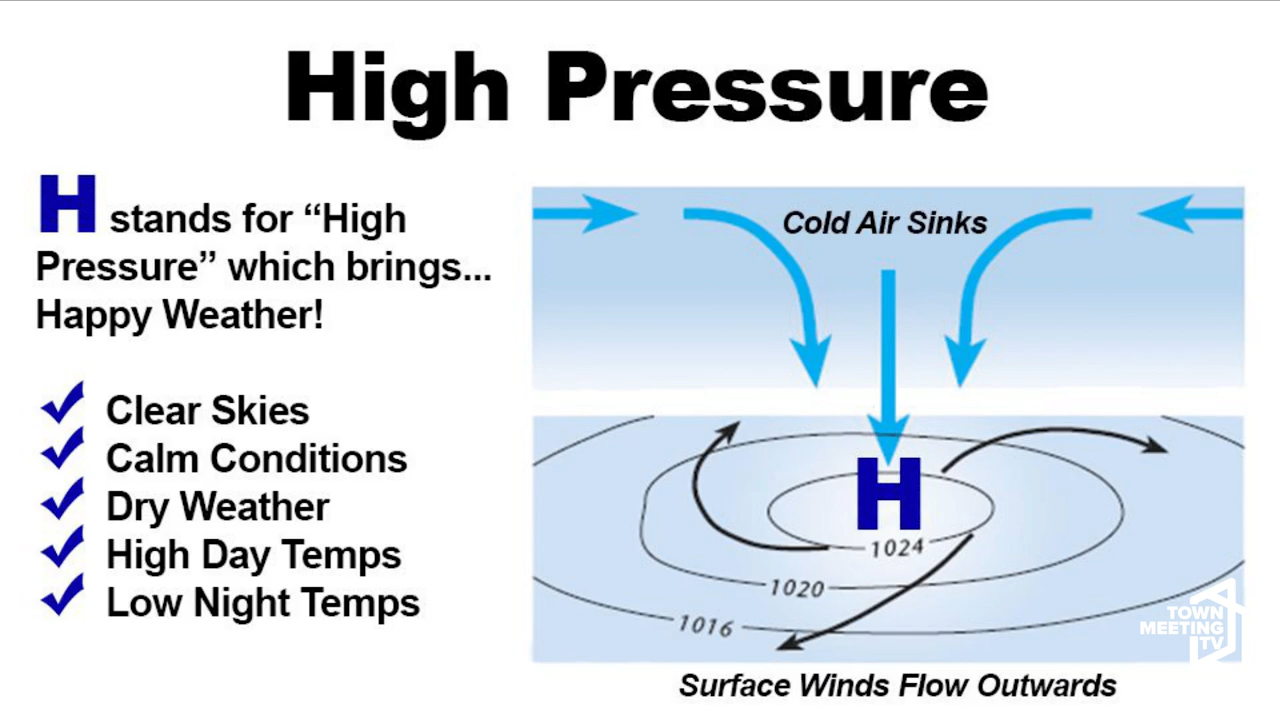 High Pressure
H stands for “High
Pressure” which brings...
Happy Weather!
Clear Skies
Calm Conditions
Dry Weather
High Day Temps
Low Night Temps
Cold Air Sinks
H
1024
1020
1016
Surface Winds Flow Outwards
TOWN
MEETING
TV